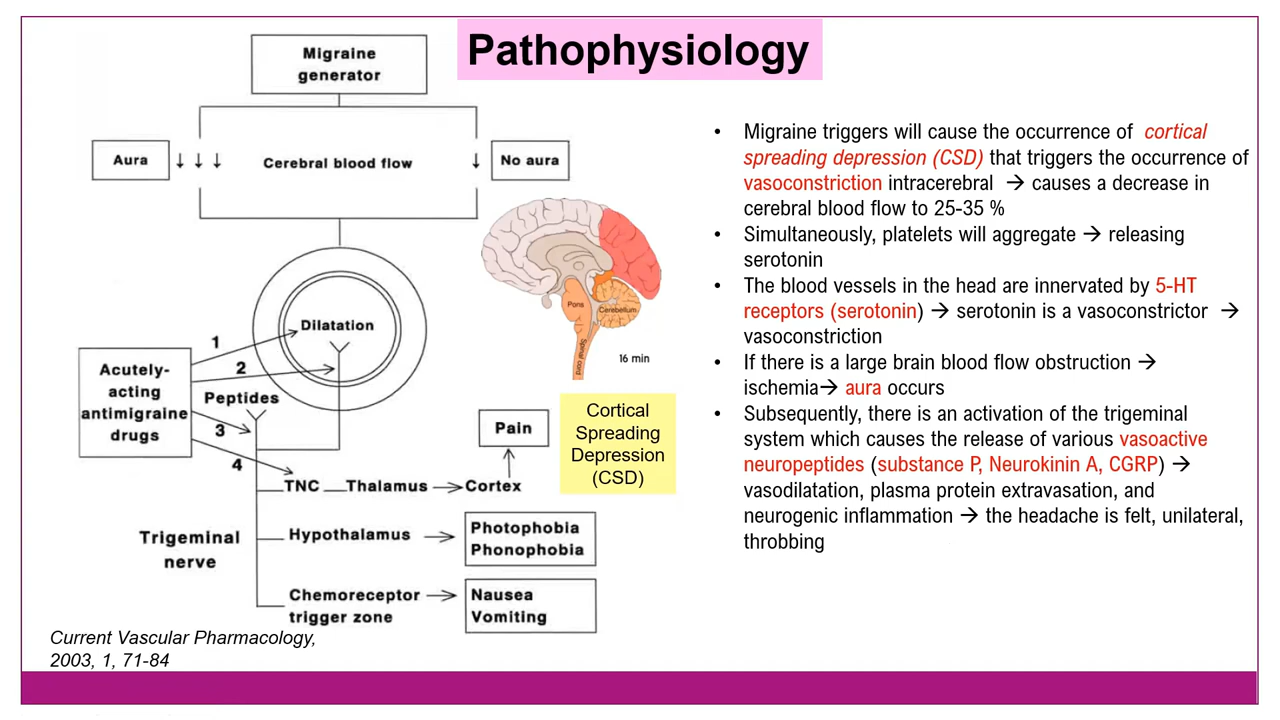 Pathophysiology
Migraine
generator
Aura ↓ ↓ ↓ Cerebral blood flow ↓ No aura
Dilatation
1
2
Acutely-
acting
antimigraine
drugs
Peptides
3
4
TNC Thalamus → Cortex
Pain
Trigeminal
nerve
Hypothalamus → Photophobia
Phonophobia
Chemoreceptor → Nausea
trigger zone Vomiting
Pons
Cerebellum
Spinal cord
16 min
Cortical
Spreading
Depression
(CSD)
• Migraine triggers will cause the occurrence of cortical
spreading depression (CSD) that triggers the occurrence of
vasoconstriction intracerebral → causes a decrease in
cerebral blood flow to 25-35 %
• Simultaneously, platelets will aggregate → releasing
serotonin
• The blood vessels in the head are innervated by 5-HT
receptors (serotonin) → serotonin is a vasoconstrictor →
vasoconstriction
• If there is a large brain blood flow obstruction →
ischemia→ aura occurs
• Subsequently, there is an activation of the trigeminal
system which causes the release of various vasoactive
neuropeptides (substance P, Neurokinin A, CGRP) →
vasodilatation, plasma protein extravasation, and
neurogenic inflammation → the headache is felt, unilateral,
throbbing
Current Vascular Pharmacology,
2003, 1, 71-84